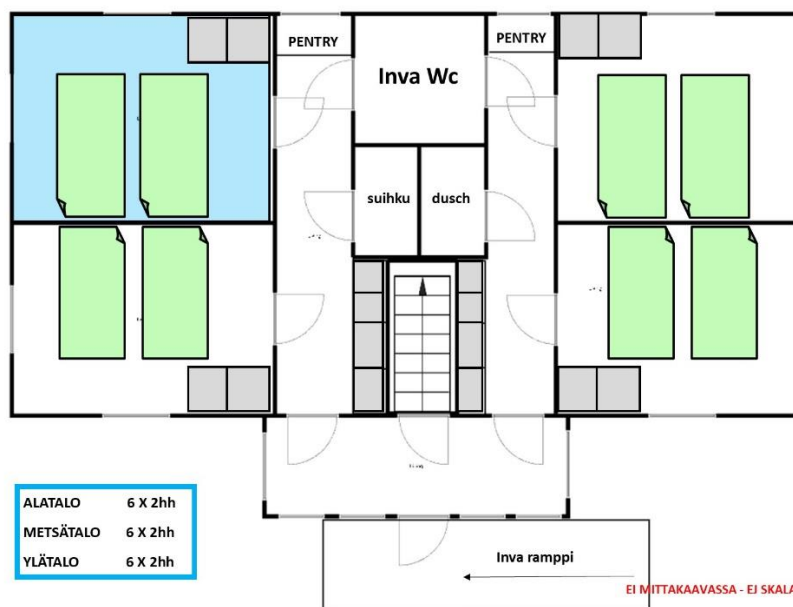 PENTRY
PENTRY
Inva Wc
suihku
dusch
ALATALO 6 X 2hh
METSÄTALO 6 X 2hh
YLÄTALO 6 X 2hh
Inva ramppi
EI MITTAKAAVASSA - EJ SKALA